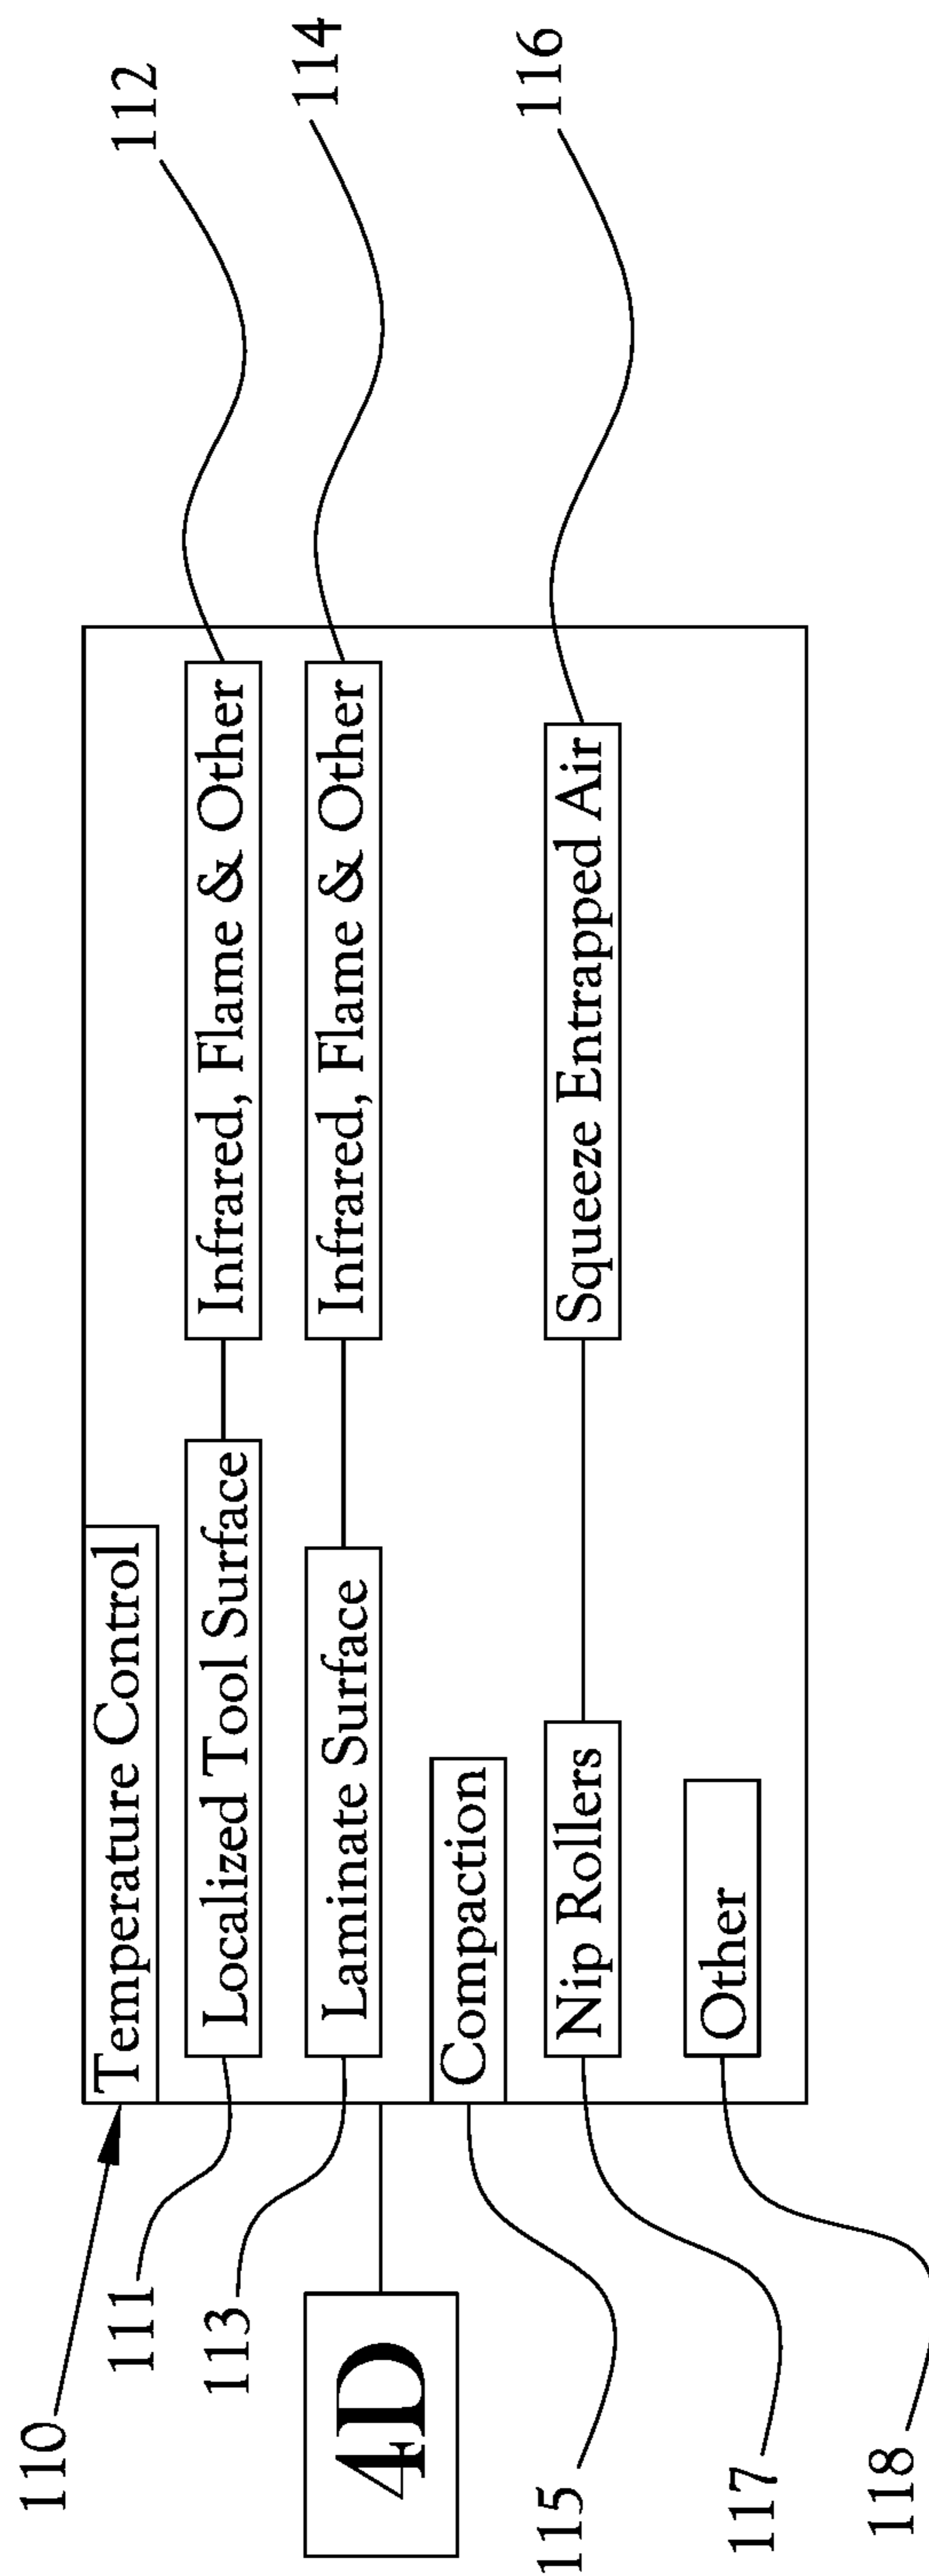 110
Temperature Control
111
Localized Tool Surface
Infrared, Flame & Other
112
113
Laminate Surface
Infrared, Flame & Other
114
4D
115
Compaction
117
Nip Rollers
Squeeze Entrapped Air
116
118
Other